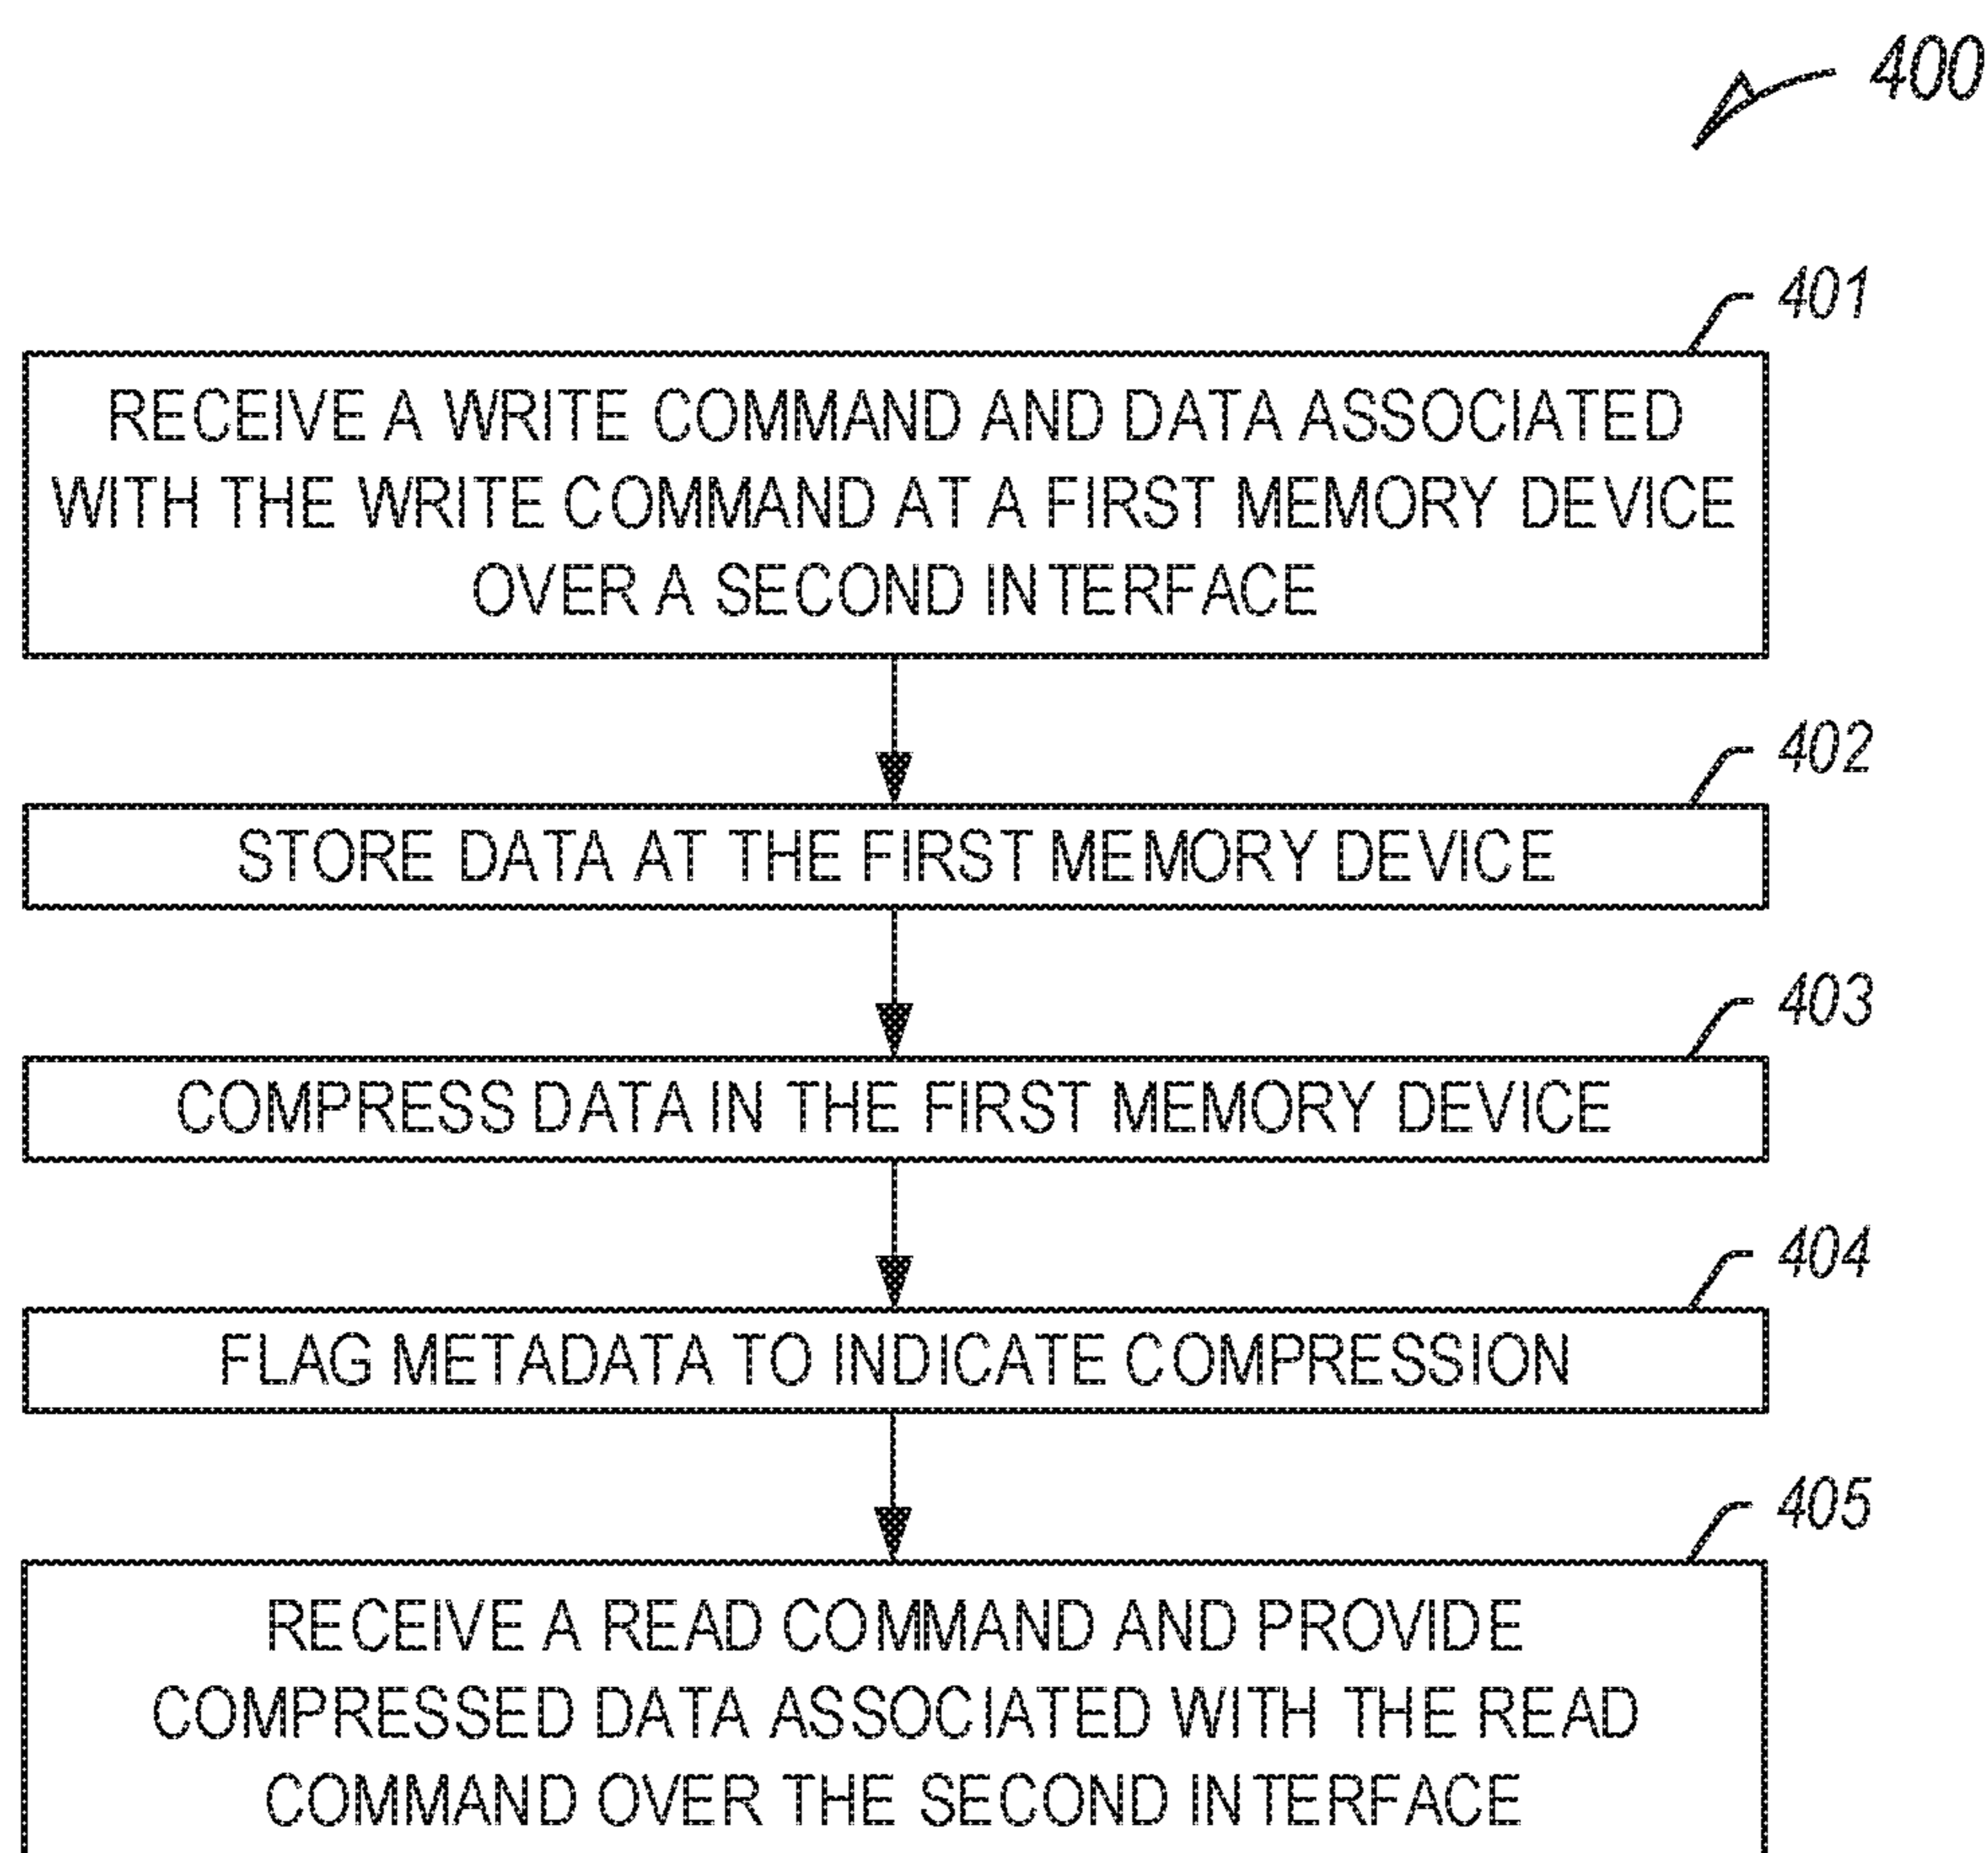 400
401
RECEIVE A WRITE COMMAND AND DATA ASSOCIATED
WITH THE WRITE COMMAND AT A FIRST MEMORY DEVICE
OVER A SECOND INTERFACE
402
STORE DATA AT THE FIRST MEMORY DEVICE
403
COMPRESS DATA IN THE FIRST MEMORY DEVICE
404
FLAG METADATA TO INDICATE COMPRESSION
405
RECEIVE A READ COMMAND AND PROVIDE
COMPRESSED DATA ASSOCIATED WITH THE READ
COMMAND OVER THE SECOND INTERFACE